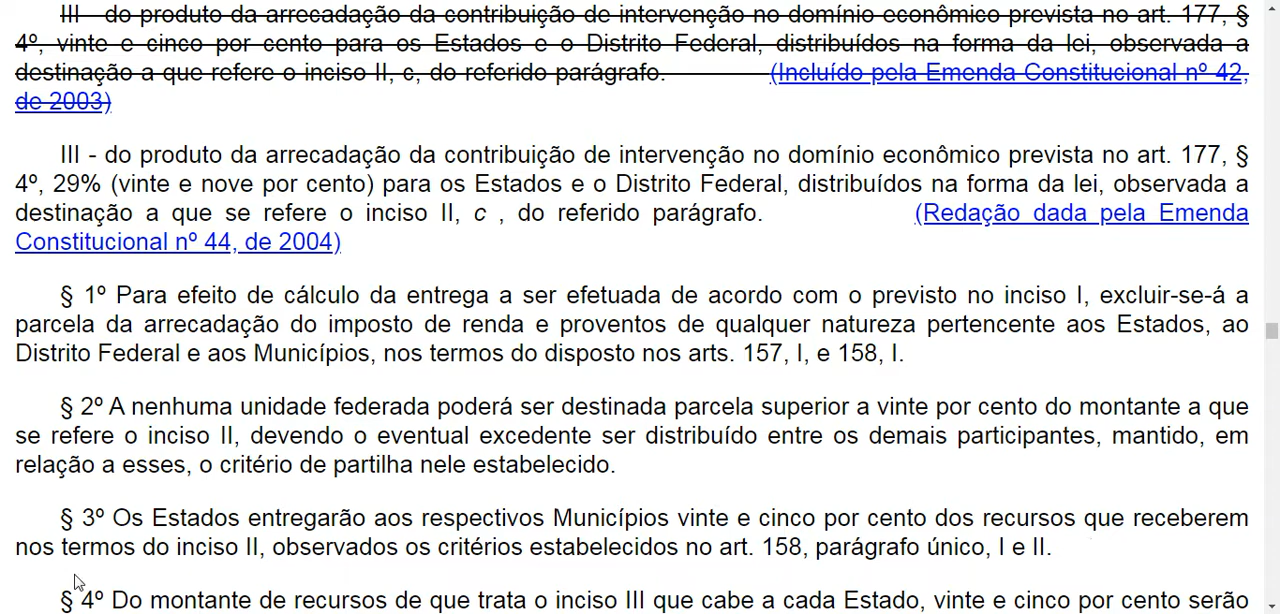 III - do produto da arrecadação da contribuição de intervenção no domínio econômico prevista no art. 177, §
4º, vinte e cinco por cento para os Estados e o Distrito Federal, distribuídos na forma da lei, observada a
destinação a que refere o inciso II, c, do referido parágrafo. (Incluído pela Emenda Constitucional nº 42,
de 2003)
III - do produto da arrecadação da contribuição de intervenção no domínio econômico prevista no art. 177, §
4º, 29% (vinte e nove por cento) para os Estados e o Distrito Federal, distribuídos na forma da lei, observada a
destinação a que se refere o inciso II, c , do referido parágrafo. (Redação dada pela Emenda
Constitucional nº 44, de 2004)
§ 1º Para efeito de cálculo da entrega a ser efetuada de acordo com o previsto no inciso I, excluir-se-á a
parcela da arrecadação do imposto de renda e proventos de qualquer natureza pertencente aos Estados, ao
Distrito Federal e aos Municípios, nos termos do disposto nos arts. 157, I, e 158, I.
§ 2º A nenhuma unidade federada poderá ser destinada parcela superior a vinte por cento do montante a que
se refere o inciso II, devendo o eventual excedente ser distribuído entre os demais participantes, mantido, em
relação a esses, o critério de partilha nele estabelecido.
§ 3º Os Estados entregarão aos respectivos Municípios vinte e cinco por cento dos recursos que receberem
nos termos do inciso II, observados os critérios estabelecidos no art. 158, parágrafo único, I e II.
§ 4º Do montante de recursos de que trata o inciso III que cabe a cada Estado, vinte e cinco por cento serão